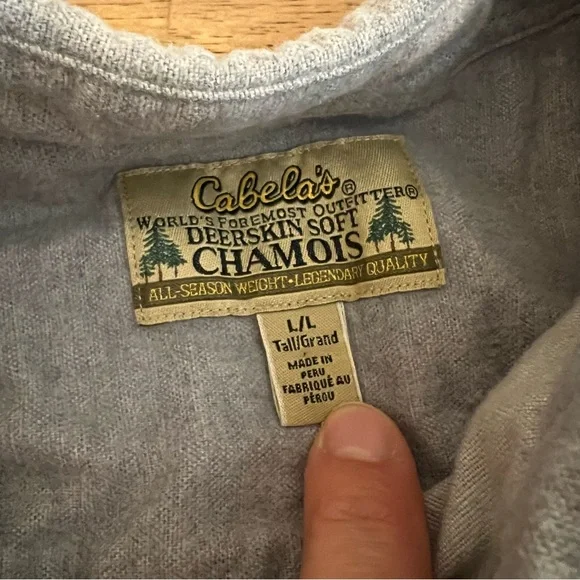 Cabela's®
WORLD'S FOREMOST OUTFITTER®
DEERSKIN SOFT
CHAMOIS
ALL-SEASON WEIGHT•LEGENDARY QUALITY
L/L
Tall/Grand
MADE IN
PERU
FABRIQUÉ AU
PÉROU